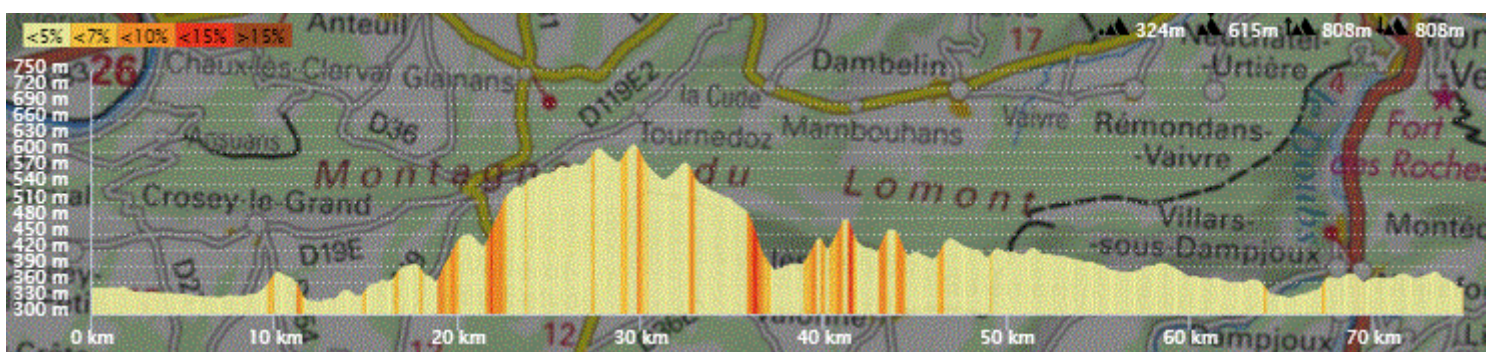 <5% <7% <10% <15% >15%
324m 615m 808m 808m
Anteuil
17
Neuchâtel-
-Urtière
26
Chaux-lès-Clerval
Glainans
Dambelin
4
la Cude
D119E2
D36
Tournedoz
Mambouhans
Vaivre
Rémondans-
-Vaivre
Fort
des Roches
Montagne du Lomont
le Doubs
Crosey-le-Grand
Villars-
-sous-Dampjoux
D19E
12
750 m
720 m
690 m
660 m
630 m
600 m
570 m
540 m
510 m
480 m
450 m
420 m
390 m
360 m
330 m
300 m
0 km 10 km 20 km 30 km 40 km 50 km 60 km 70 km